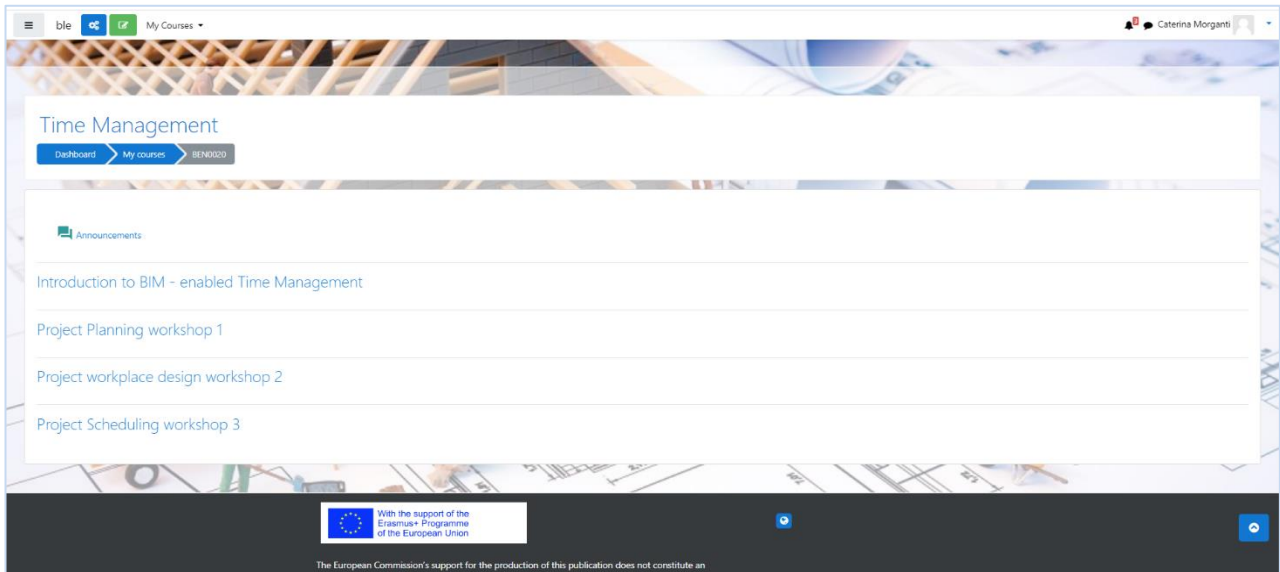 ble My Courses Caterina Morganti
Time Management
Dashboard My courses BEN0020
Announcements
Introduction to BIM - enabled Time Management
Project Planning workshop 1
Project workplace design workshop 2
Project Scheduling workshop 3
With the support of the
Erasmus+ Programme
of the European Union
The European Commission's support for the production of this publication does not constitute an